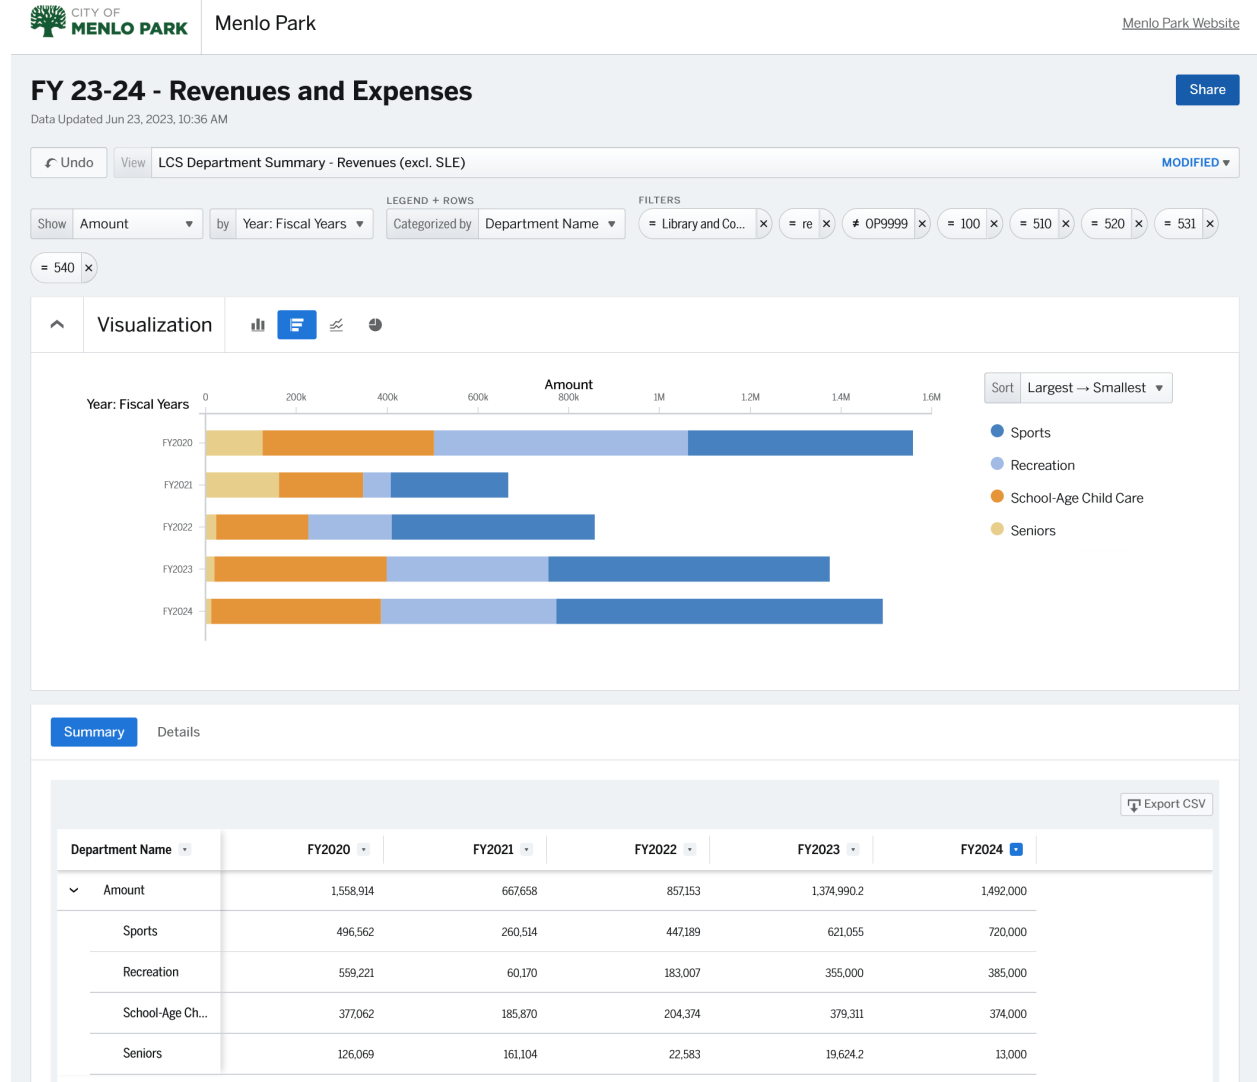 CITY OF
MENLO PARK
Menlo Park
Menlo Park Website
FY 23-24 - Revenues and Expenses
Share
Data Updated Jun 23, 2023, 10:36 AM
Undo
View
LCS Department Summary - Revenues (excl. SLE)
MODIFIED
LEGEND + ROWS
FILTERS
Show Amount
by Year: Fiscal Years
Categorized by Department Name
= Library and Co...
= re
≠ OP9999
= 100
= 510
= 520
= 531
= 540
Visualization
Amount
Year: Fiscal Years
0 200k 400k 600k 800k 1M 1.2M 1.4M 1.6M
FY2020
FY2021
FY2022
FY2023
FY2024
Sort Largest → Smallest
Sports
Recreation
School-Age Child Care
Seniors
Summary Details
Export CSV
Department Name FY2020 FY2021 FY2022 FY2023 FY2024
Amount 1,558,914 667,658 857,153 1,374,990.2 1,492,000
Sports 496,562 260,514 447,189 621,055 720,000
Recreation 559,221 60,170 183,007 355,000 385,000
School-Age Ch... 377,062 185,870 204,374 379,311 374,000
Seniors 126,069 161,104 22,583 19,624.2 13,000